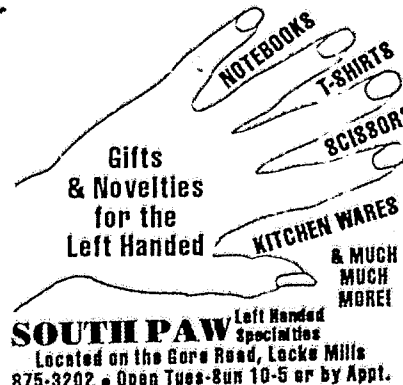 NOTEBOOKS
T-SHIRTS
SCISSORS
Gifts
& Novelties
for the
Left Handed
KITCHEN WARES
& MUCH
MUCH
MORE!
SOUTH PAW Left Handed
Specialties
Located on the Gore Road, Locke Mills
875-3202 • Open Tues-Sun 10-5 or by Appt.